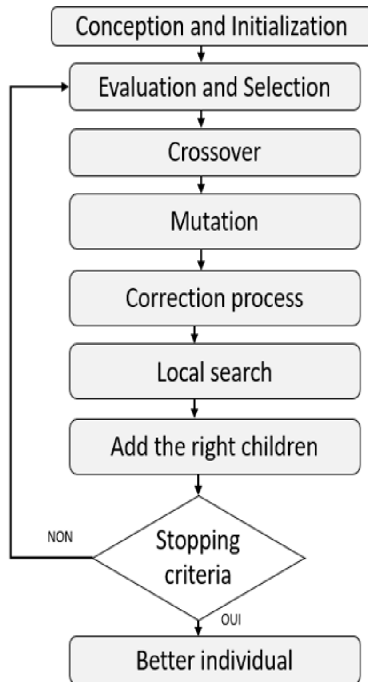 Conception and Initialization
Evaluation and Selection
Crossover
Mutation
Correction process
Local search
Add the right children
NON
Stopping
criteria
OUI
Better individual